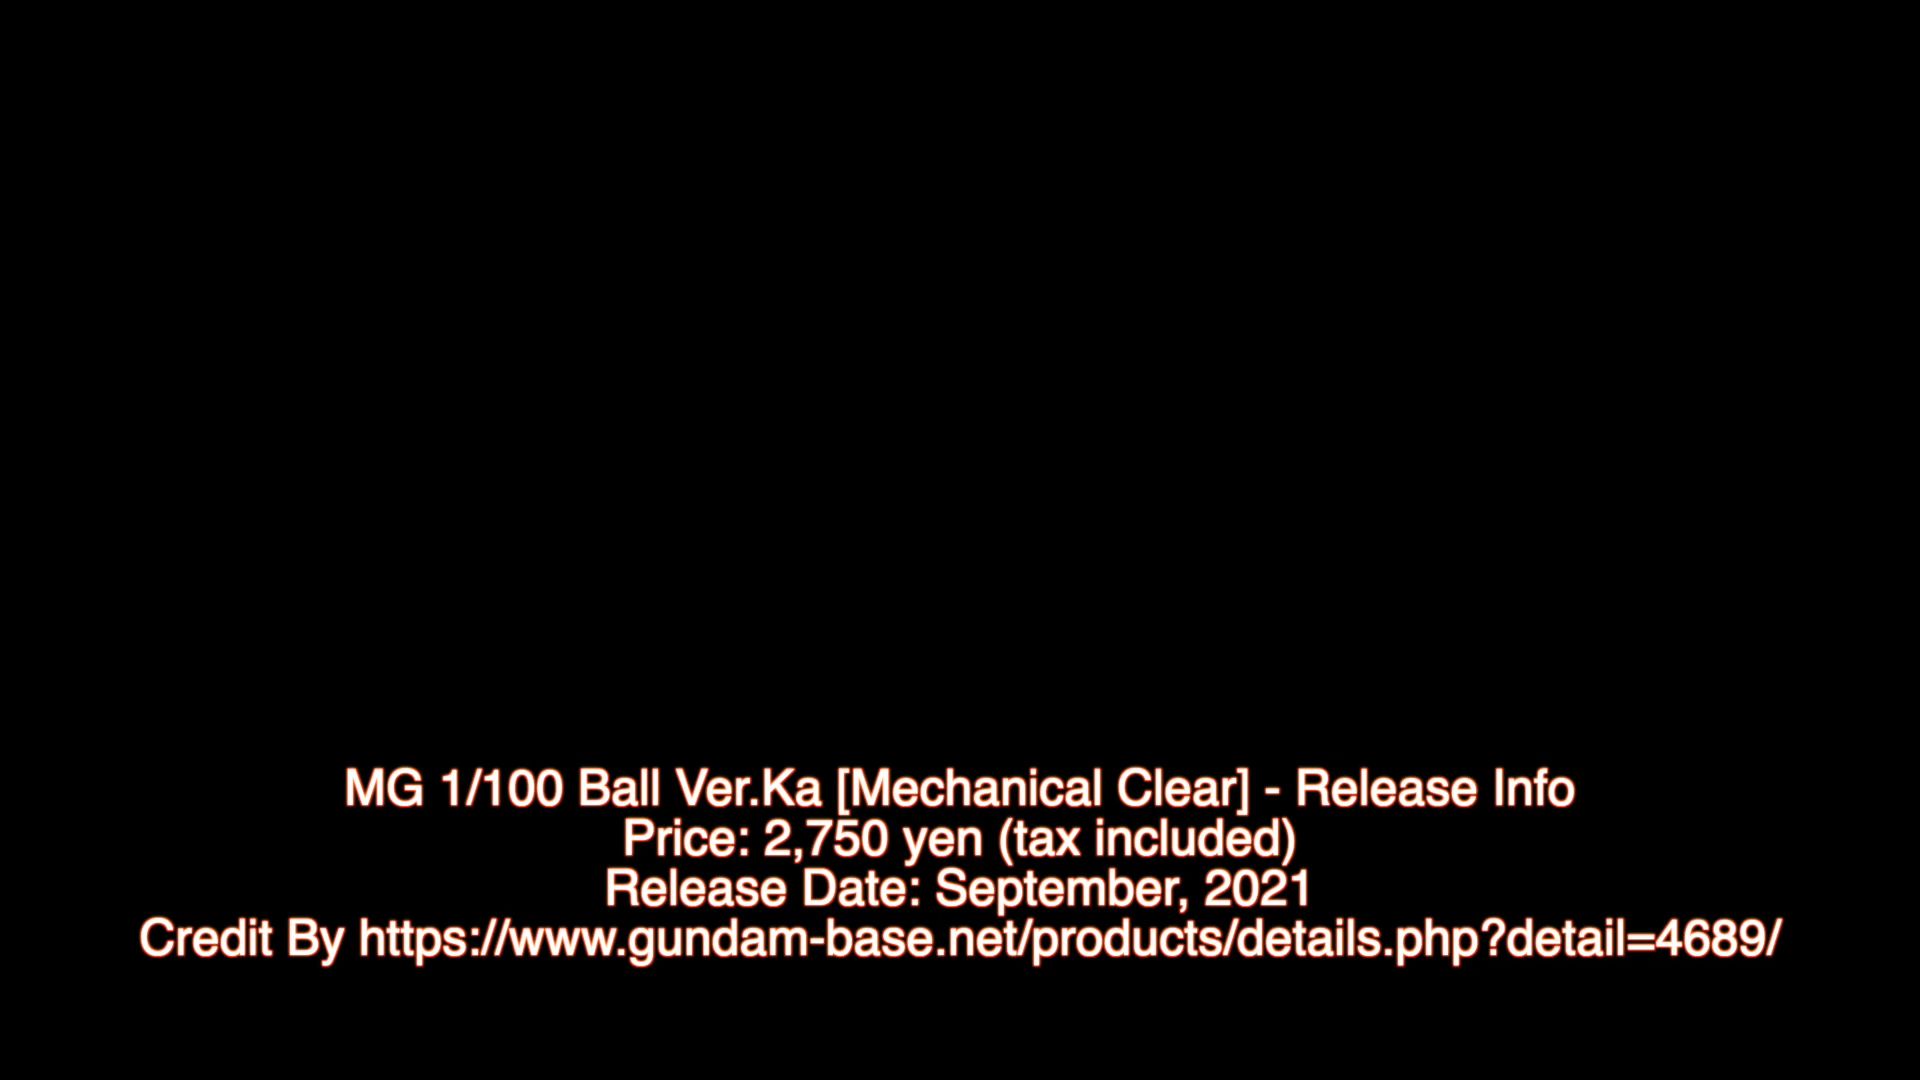 MG 1/100 Ball Ver.Ka [Mechanical Clear] - Release Info
Price: 2,750 yen (tax included)
Release Date: September, 2021
Credit By https://www.gundam-base.net/products/details.php?detail=4689/